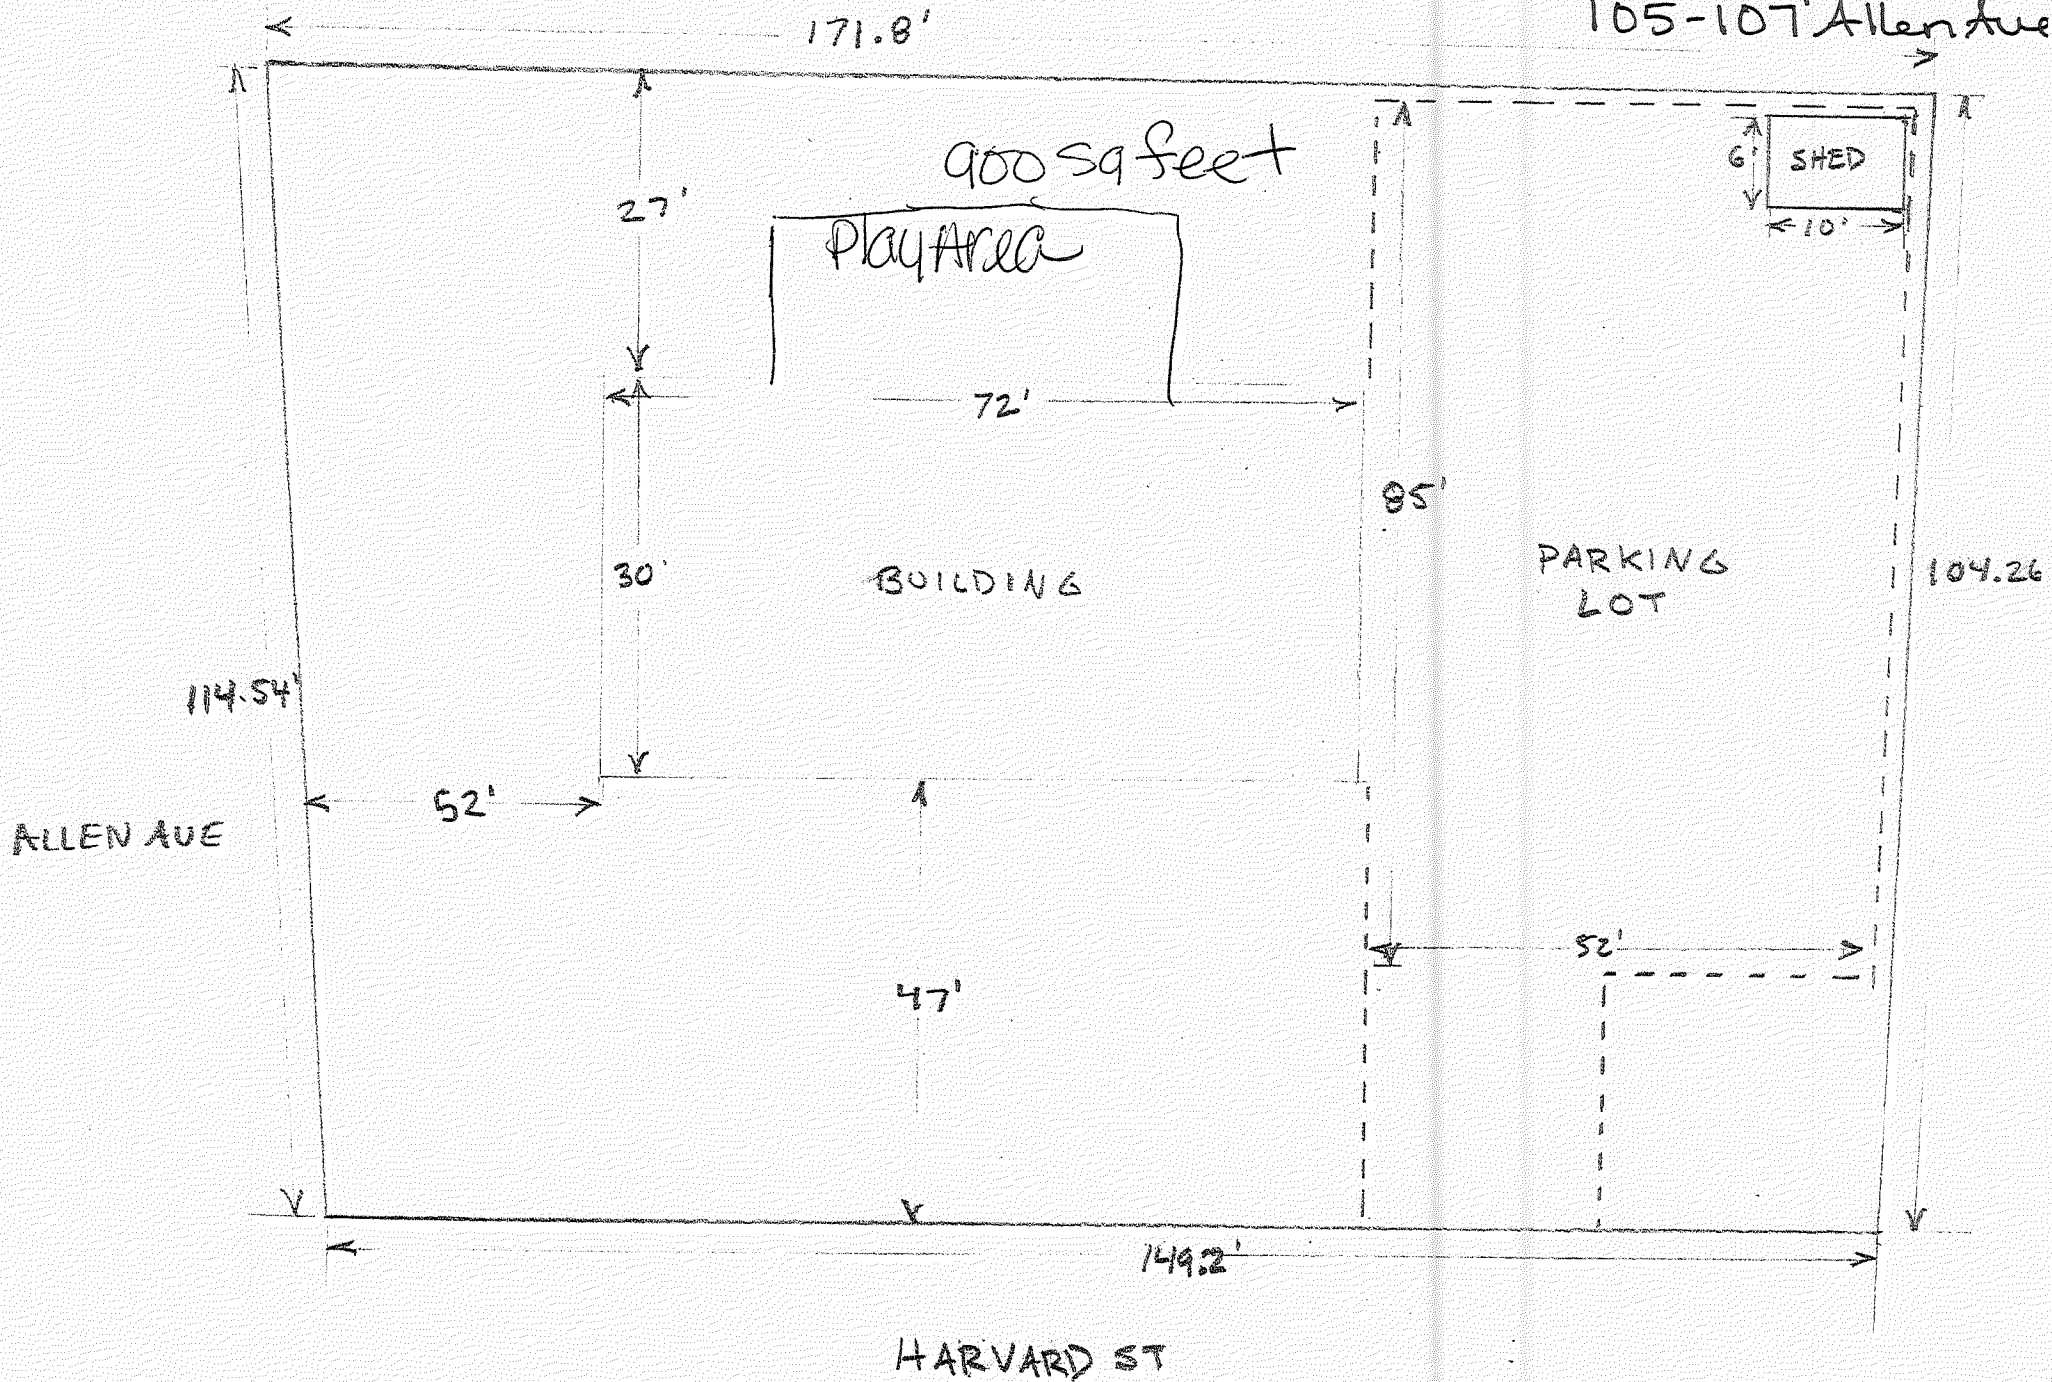 105-107 Allen Ave
171.8'
900 sq feet
Play Area
27'
6'
SHED
10'
72'
85'
30'
BUILDING
PARKING
LOT
104.26
114.54'
52'
ALLEN AVE
52'
47'
149.2'
HARVARD ST